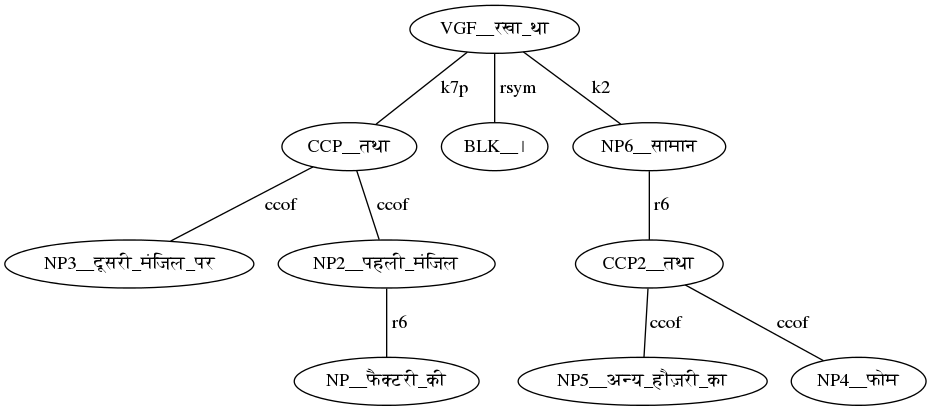 VGF__रखा_था
k7p rsym k2
CCP__तथा BLK__। NP6__सामान
ccof ccof r6
NP3__दूसरी_मंजिल_पर NP2__पहली_मंजिल CCP2__तथा
r6 ccof ccof
NP__फैक्टरी_की NP5__अन्य_हौज़री_का NP4__फोम